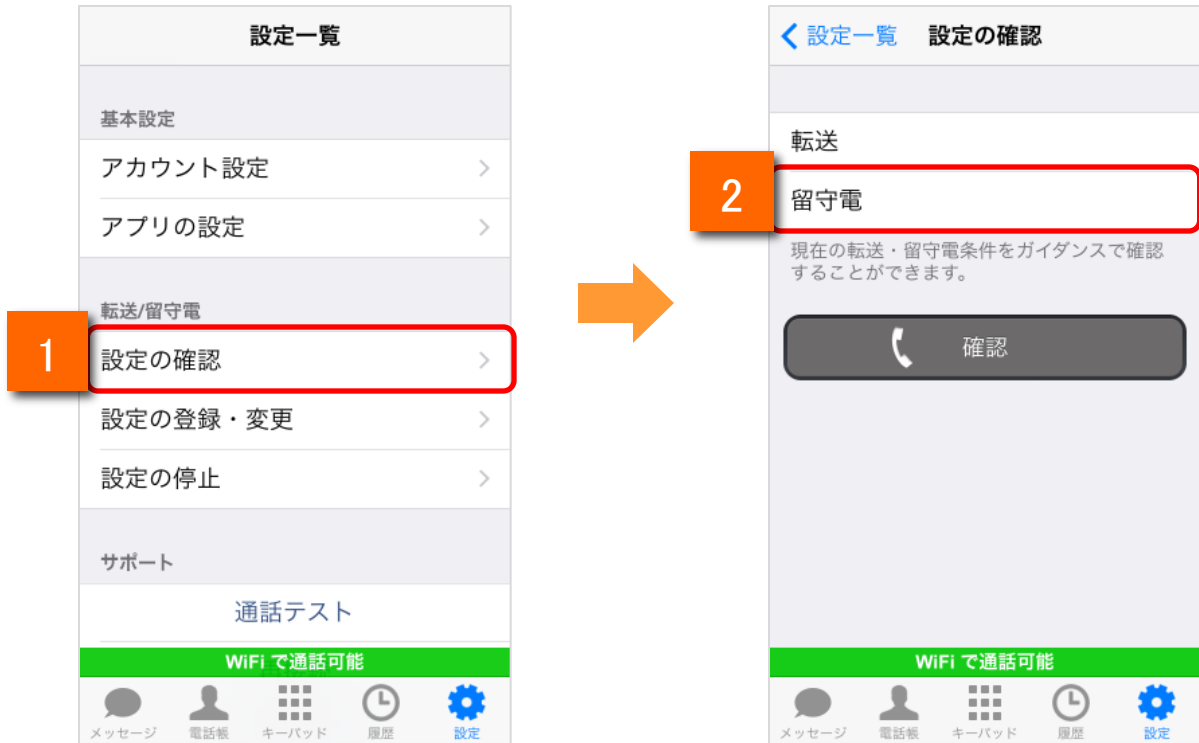 設定一覧
基本設定
アカウント設定
アプリの設定
転送/留守電
1
設定の確認
設定の登録・変更
設定の停止
サポート
通話テスト
WiFi で通話可能
メッセージ 電話帳 キーパッド 履歴 設定
設定一覧 設定の確認
転送
2
留守電
現在の転送・留守電条件をガイダンスで確認
することができます。
確認
WiFi で通話可能
メッセージ 電話帳 キーパッド 履歴 設定